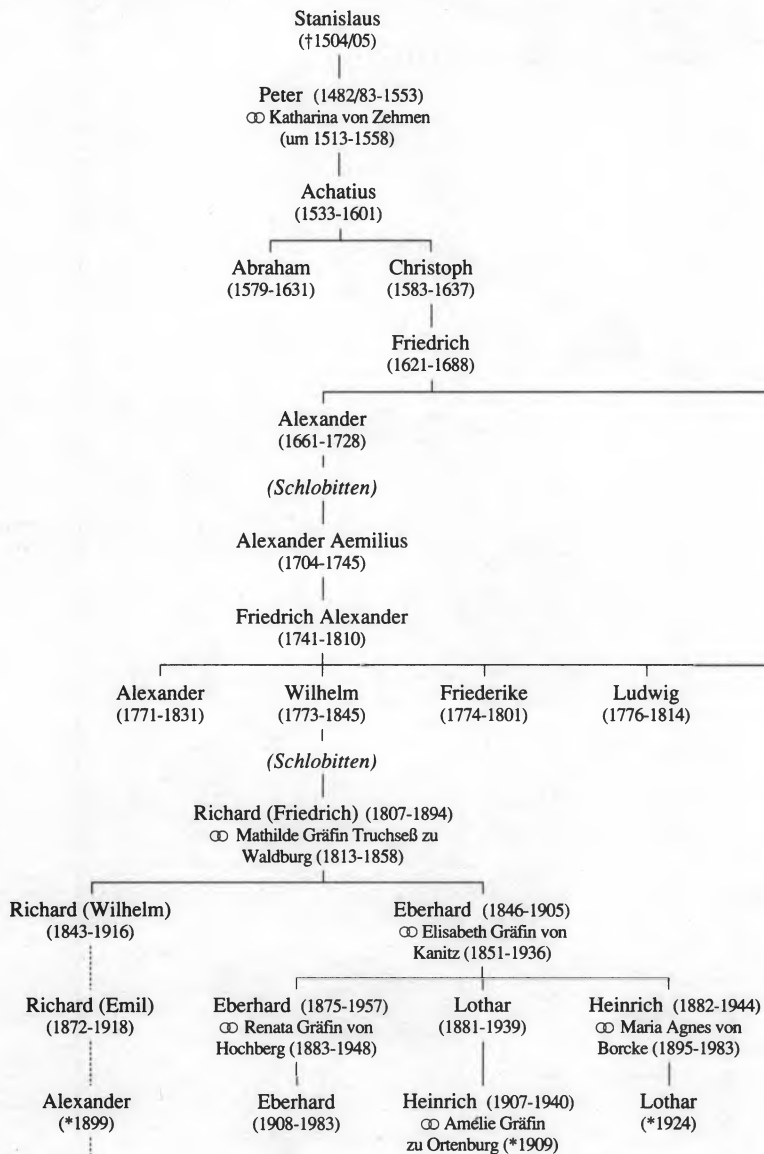 Stanislaus
(†1504/05)
Peter (1482/83-1553)
⚭ Katharina von Zehmen
(um 1513-1558)
Achatius
(1533-1601)
Abraham
(1579-1631)
Christoph
(1583-1637)
Friedrich
(1621-1688)
Alexander
(1661-1728)
(Schlobitten)
Alexander Aemilius
(1704-1745)
Friedrich Alexander
(1741-1810)
Alexander
(1771-1831)
Wilhelm
(1773-1845)
Friederike
(1774-1801)
Ludwig
(1776-1814)
(Schlobitten)
Richard (Friedrich) (1807-1894)
⚭ Mathilde Gräfin Truchseß zu
Waldburg (1813-1858)
Richard (Wilhelm)
(1843-1916)
Eberhard (1846-1905)
⚭ Elisabeth Gräfin von
Kanitz (1851-1936)
Richard (Emil)
(1872-1918)
Eberhard (1875-1957)
⚭ Renata Gräfin von
Hochberg (1883-1948)
Lothar
(1881-1939)
Heinrich (1882-1944)
⚭ Maria Agnes von
Borcke (1895-1983)
Alexander
(*1899)
Eberhard
(1908-1983)
Heinrich (1907-1940)
⚭ Amélie Gräfin
zu Ortenburg (*1909)
Lothar
(*1924)